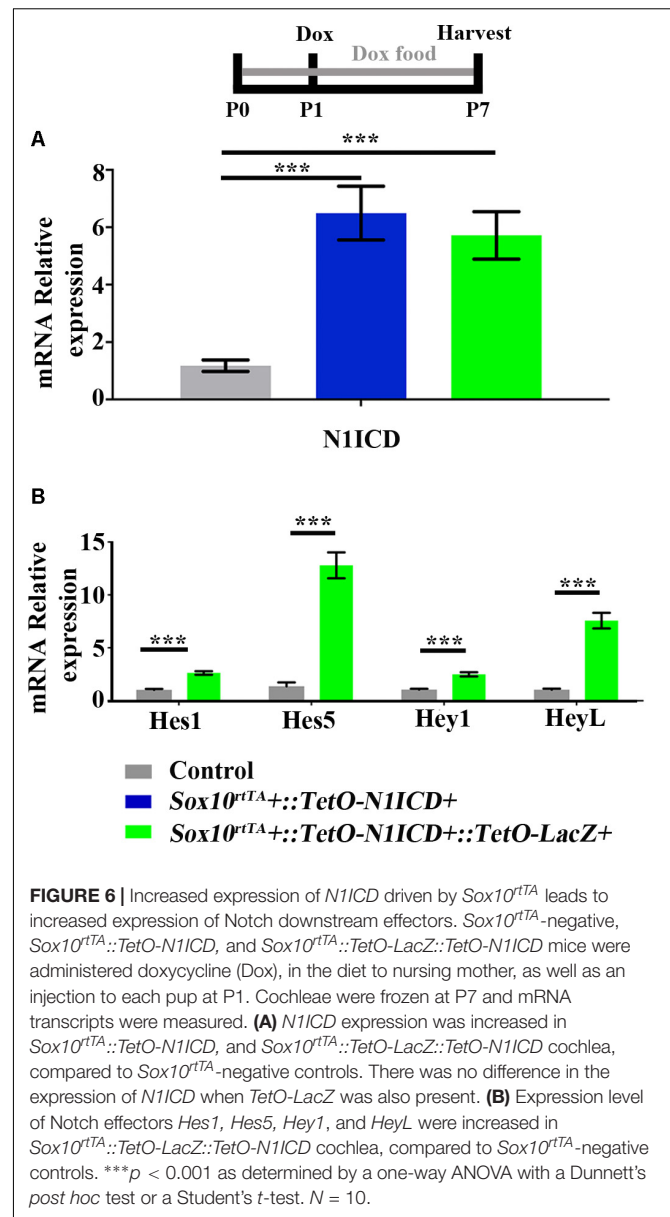 Dox Harvest
Dox food
P0 P1 P7
A
***
***
mRNA Relative
expression
8
6
4
2
0
N1ICD
B
mRNA Relative
expression
15
10
5
0
***
***
***
***
Hes1 Hes5 Hey1 HeyL
Control
Sox10rtTA+::TetO-N1ICD+
Sox10rtTA+::TetO-N1ICD+::TetO-LacZ+
FIGURE 6 | Increased expression of N1ICD driven by Sox10rtTA leads to
increased expression of Notch downstream effectors. Sox10rtTA-negative,
Sox10rtTA::TetO-N1ICD, and Sox10rtTA::TetO-LacZ::TetO-N1ICD mice were
administered doxycycline (Dox), in the diet to nursing mother, as well as an
injection to each pup at P1. Cochleae were frozen at P7 and mRNA
transcripts were measured. (A) N1ICD expression was increased in
Sox10rtTA::TetO-N1ICD, and Sox10rtTA::TetO-LacZ::TetO-N1ICD cochlea,
compared to Sox10rtTA-negative controls. There was no difference in the
expression of N1ICD when TetO-LacZ was also present. (B) Expression level
of Notch effectors Hes1, Hes5, Hey1, and HeyL were increased in
Sox10rtTA::TetO-LacZ::TetO-N1ICD cochlea, compared to Sox10rtTA-negative
controls. ***p < 0.001 as determined by a one-way ANOVA with a Dunnett's
post hoc test or a Student's t-test. N = 10.